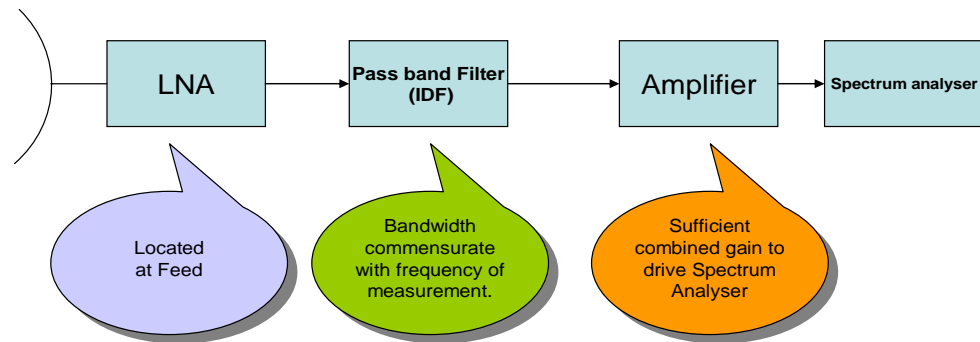 LNA
Pass band Filter
(IDF)
Amplifier
Spectrum analyser
Located
at Feed
Bandwidth
commensurate
with frequency of
measurement.
Sufficient
combined gain to
drive Spectrum
Analyser